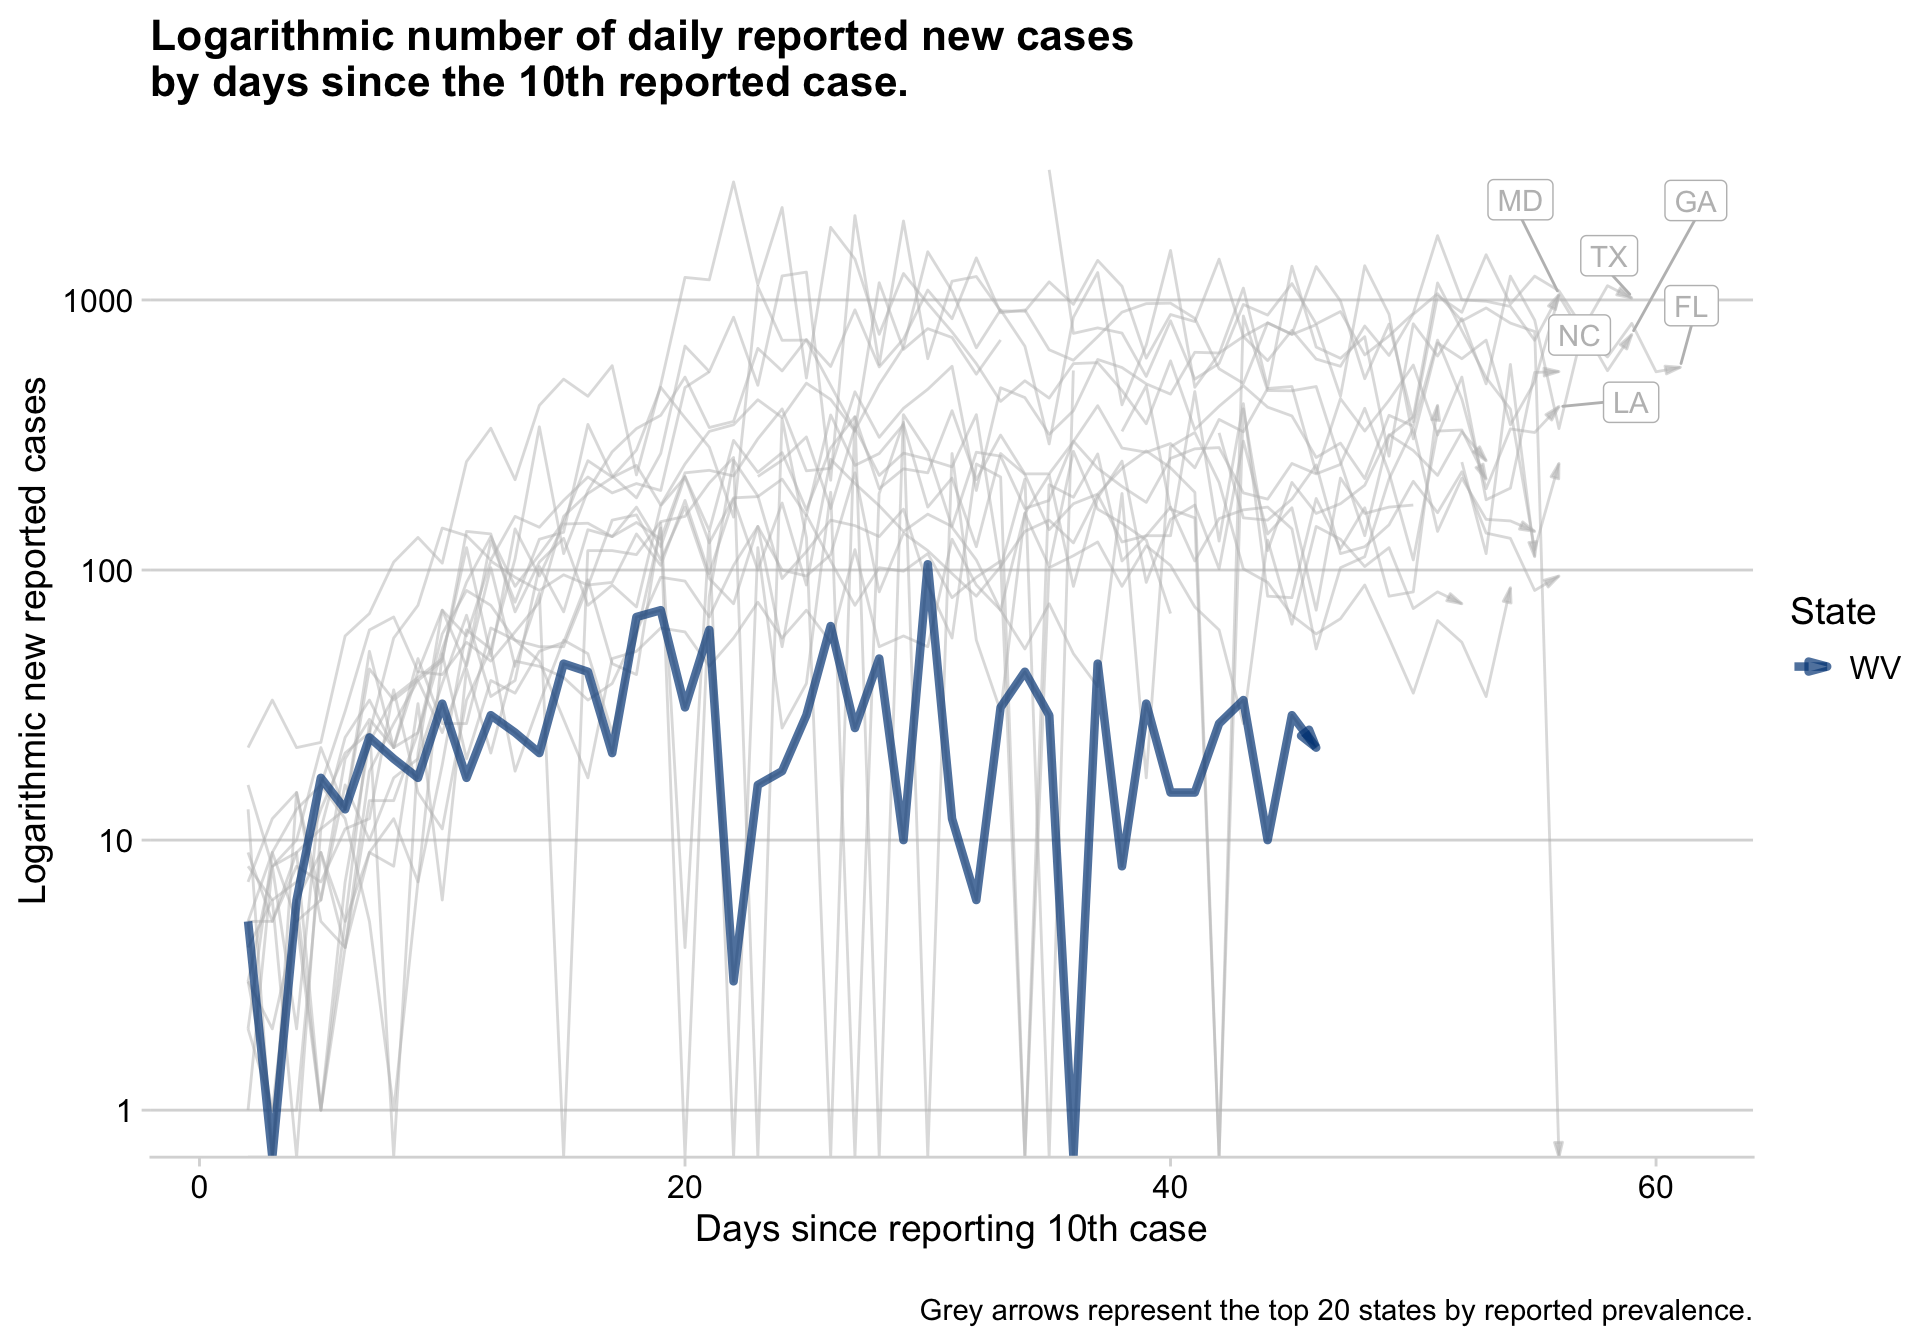 Logarithmic number of daily reported new cases
by days since the 10th reported case.
Logarithmic new reported cases
1000
100
10
1
MD
GA
TX
FL
NC
LA
State
WV
0
20
40
60
Days since reporting 10th case
Grey arrows represent the top 20 states by reported prevalence.